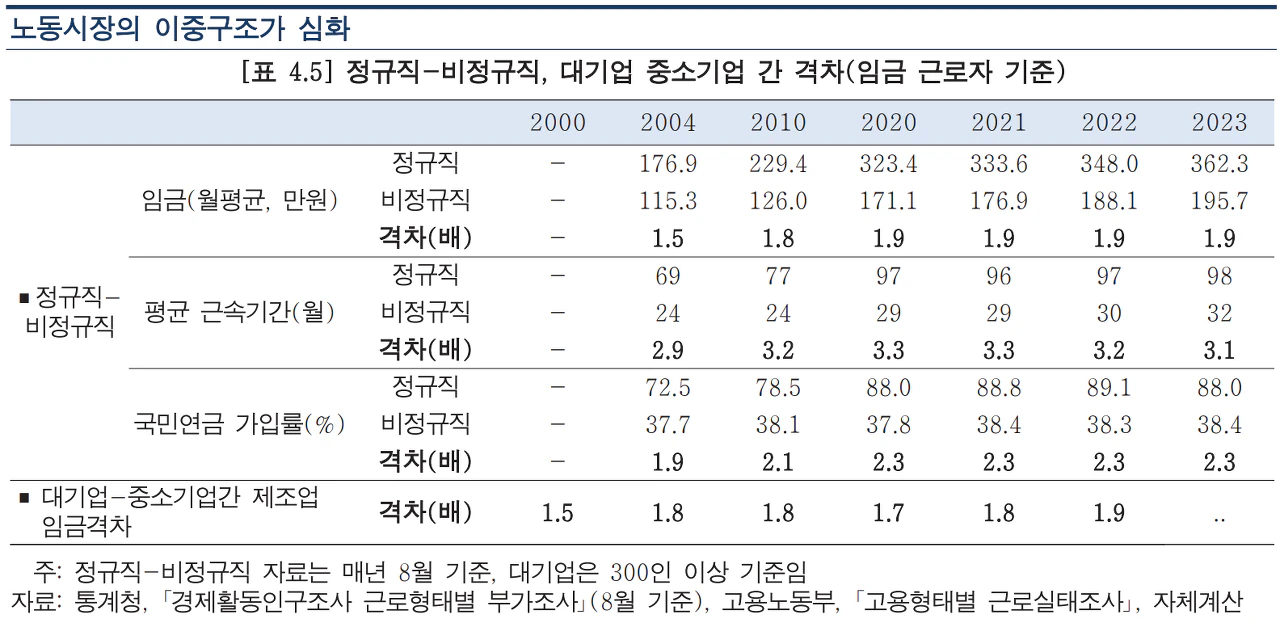 노동시장의 이중구조가 심화
[표 4.5] 정규직-비정규직, 대기업 중소기업 간 격차(임금 근로자 기준)
2000 2004 2010 2020 2021 2022 2023
정규직 - 176.9 229.4 323.4 333.6 348.0 362.3
임금(월평균, 만원) 비정규직 - 115.3 126.0 171.1 176.9 188.1 195.7
격차(배) - 1.5 1.8 1.9 1.9 1.9 1.9
정규직 - 69 77 97 96 97 98
■ 정규직-
비정규직
평균 근속기간(월) 비정규직 - 24 24 29 29 30 32
격차(배) - 2.9 3.2 3.3 3.3 3.2 3.1
정규직 - 72.5 78.5 88.0 88.8 89.1 88.0
국민연금 가입률(%) 비정규직 - 37.7 38.1 37.8 38.4 38.3 38.4
격차(배) - 1.9 2.1 2.3 2.3 2.3 2.3
■ 대기업-중소기업간 제조업
임금격차
격차(배) 1.5 1.8 1.8 1.7 1.8 1.9 ..
주: 정규직-비정규직 자료는 매년 8월 기준, 대기업은 300인 이상 기준임
자료: 통계청, 「경제활동인구조사 근로형태별 부가조사」(8월 기준), 고용노동부, 「고용형태별 근로실태조사」, 자체계산